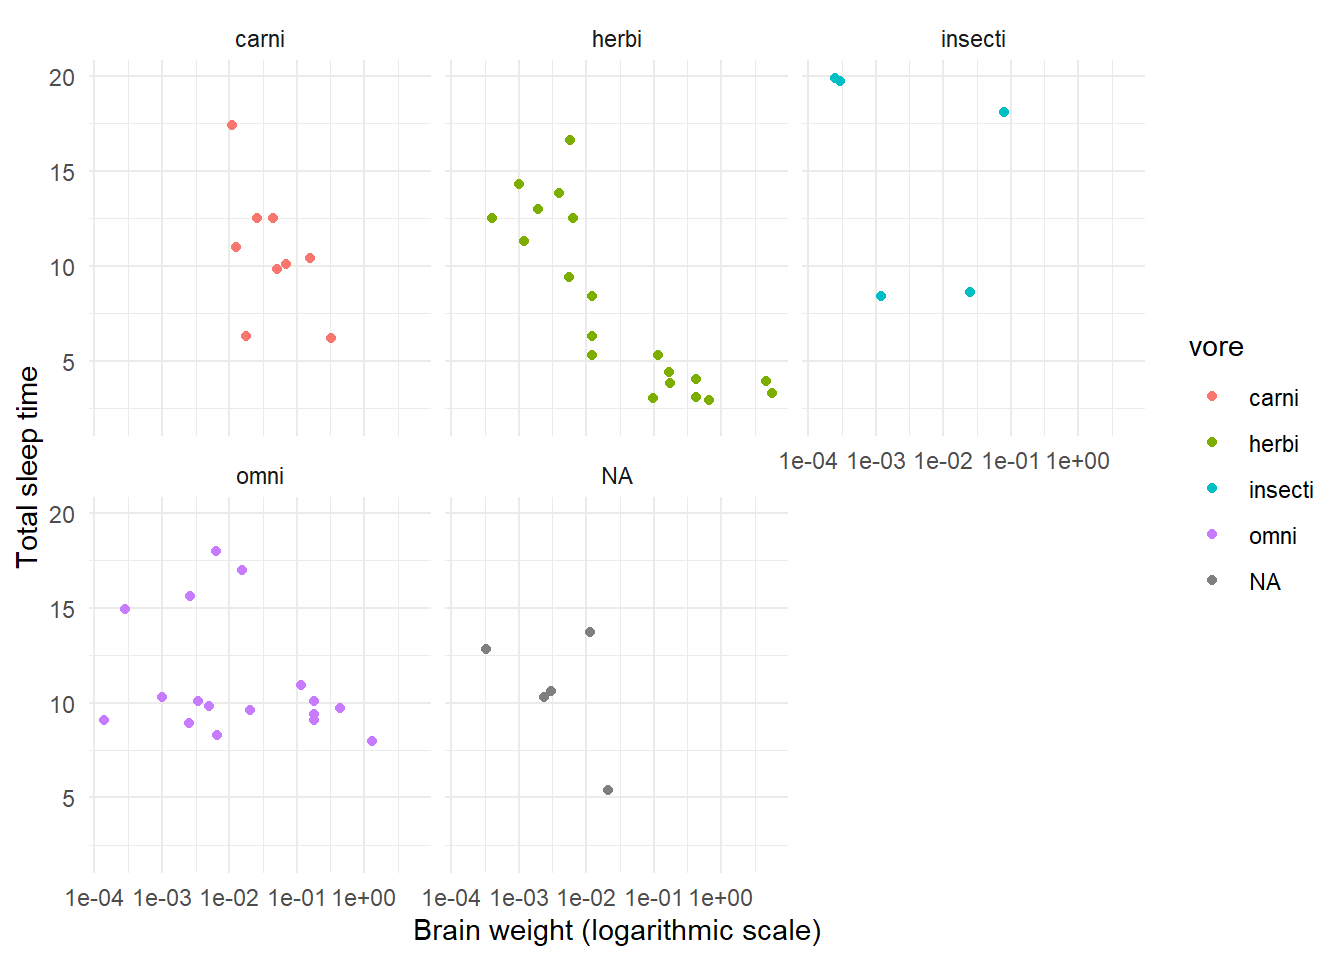 carni herbi insecti
20
15
10
5
1e-04 1e-03 1e-02 1e-01 1e+00
omni NA
20
15
10
5
1e-04 1e-03 1e-02 1e-01 1e+00 1e-04 1e-03 1e-02 1e-01 1e+00
Brain weight (logarithmic scale)
Total sleep time
vore
carni
herbi
insecti
omni
NA